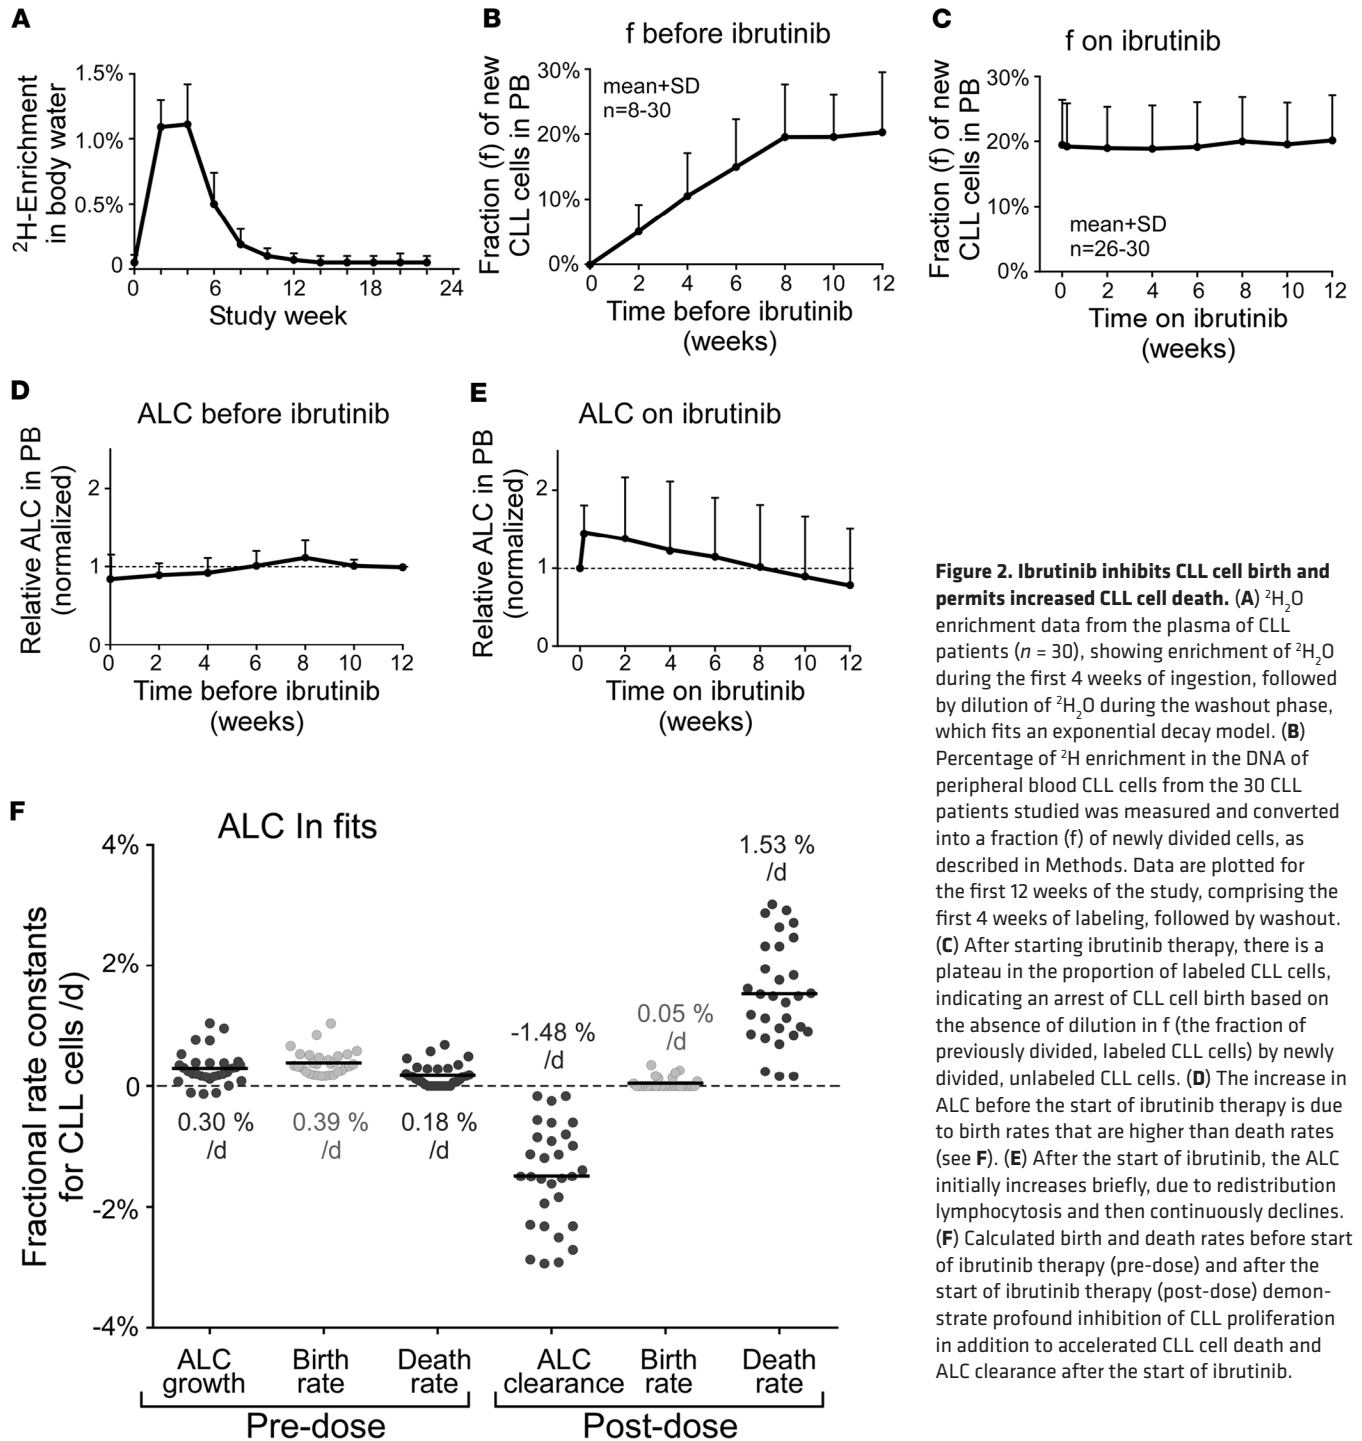 A
²H-Enrichment
in body water
1.5%
1.0%
0.5%
0
0 6 12 18 24
Study week
B
f before ibrutinib
Fraction (f) of new
CLL cells in PB
30%
20%
10%
0%
mean+SD
n=8-30
0 2 4 6 8 10 12
Time before ibrutinib
(weeks)
C
f on ibrutinib
Fraction (f) of new
CLL cells in PB
30%
20%
10%
0%
mean+SD
n=26-30
0 2 4 6 8 10 12
Time on ibrutinib
(weeks)
D
ALC before ibrutinib
Relative ALC in PB
(normalized)
2
1
0
0 2 4 6 8 10 12
Time before ibrutinib
(weeks)
E
ALC on ibrutinib
Relative ALC in PB
(normalized)
2
1
0
0 2 4 6 8 10 12
Time on ibrutinib
(weeks)
F
ALC ln fits
Fractional rate constants
for CLL cells /d)
4%
2%
0
-2%
-4%
0.30 %
/d
0.39 %
/d
0.18 %
/d
-1.48 %
/d
0.05 %
/d
1.53 %
/d
ALC
growth
Birth
rate
Death
rate
ALC
clearance
Birth
rate
Death
rate
Pre-dose
Post-dose
Figure 2. Ibrutinib inhibits CLL cell birth and
permits increased CLL cell death. (A) ²H₂O
enrichment data from the plasma of CLL
patients (n = 30), showing enrichment of ²H₂O
during the first 4 weeks of ingestion, followed
by dilution of ²H₂O during the washout phase,
which fits an exponential decay model. (B)
Percentage of ²H enrichment in the DNA of
peripheral blood CLL cells from the 30 CLL
patients studied was measured and converted
into a fraction (f) of newly divided cells, as
described in Methods. Data are plotted for
the first 12 weeks of the study, comprising the
first 4 weeks of labeling, followed by washout.
(C) After starting ibrutinib therapy, there is a
plateau in the proportion of labeled CLL cells,
indicating an arrest of CLL cell birth based on
the absence of dilution in f (the fraction of
previously divided, labeled CLL cells) by newly
divided, unlabeled CLL cells. (D) The increase in
ALC before the start of ibrutinib therapy is due
to birth rates that are higher than death rates
(see F). (E) After the start of ibrutinib, the ALC
initially increases briefly, due to redistribution
lymphocytosis and then continuously declines.
(F) Calculated birth and death rates before start
of ibrutinib therapy (pre-dose) and after the
start of ibrutinib therapy (post-dose) demon-
strate profound inhibition of CLL proliferation
in addition to accelerated CLL cell death and
ALC clearance after the start of ibrutinib.